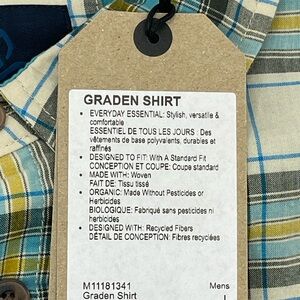 GRADEN SHIRT
• EVERYDAY ESSENTIAL: Stylish, versatile &
comfortable
ESSENTIEL DE TOUS LES JOURS : Des
vêtements de base polyvalents, durables et
raffinés
• DESIGNED TO FIT: With A Standard Fit
CONCEPTION ET COUPE: Coupe standard
• MADE WITH: Woven
FAIT DE: Tissu tissé
• ORGANIC: Made Without Pesticides or
Herbicides
BIOLOGIQUE: Fabriqué sans pesticides ni
herbicides
• DESIGNED WITH: Recycled Fibers
DÉTAIL DE CONCEPTION: Fibres recyclées
M11181341 Mens
Graden Shirt